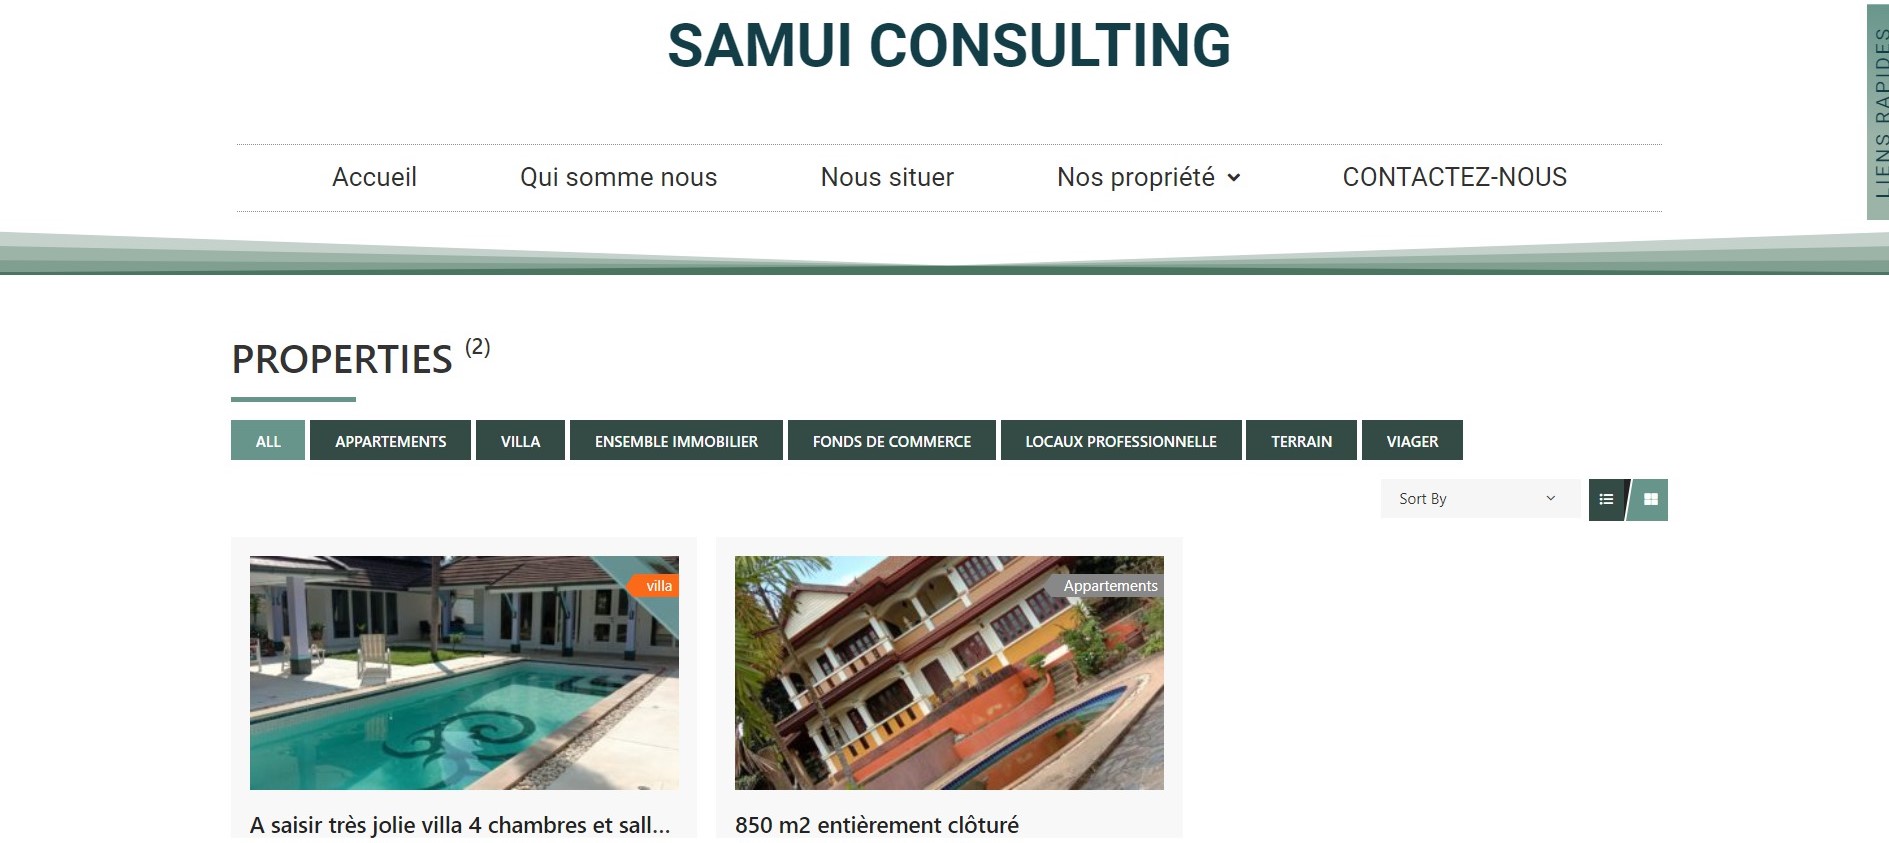 SAMUI CONSULTING
LIENS RAPIDES
Accueil
Qui somme nous
Nous situer
Nos propriété
CONTACTEZ-NOUS
PROPERTIES (2)
ALL
APPARTEMENTS
VILLA
ENSEMBLE IMMOBILIER
FONDS DE COMMERCE
LOCAUX PROFESSIONNELLE
TERRAIN
VIAGER
Sort By
villa
Appartements
A saisir très jolie villa 4 chambres et sall...
850 m2 entièrement clôturé